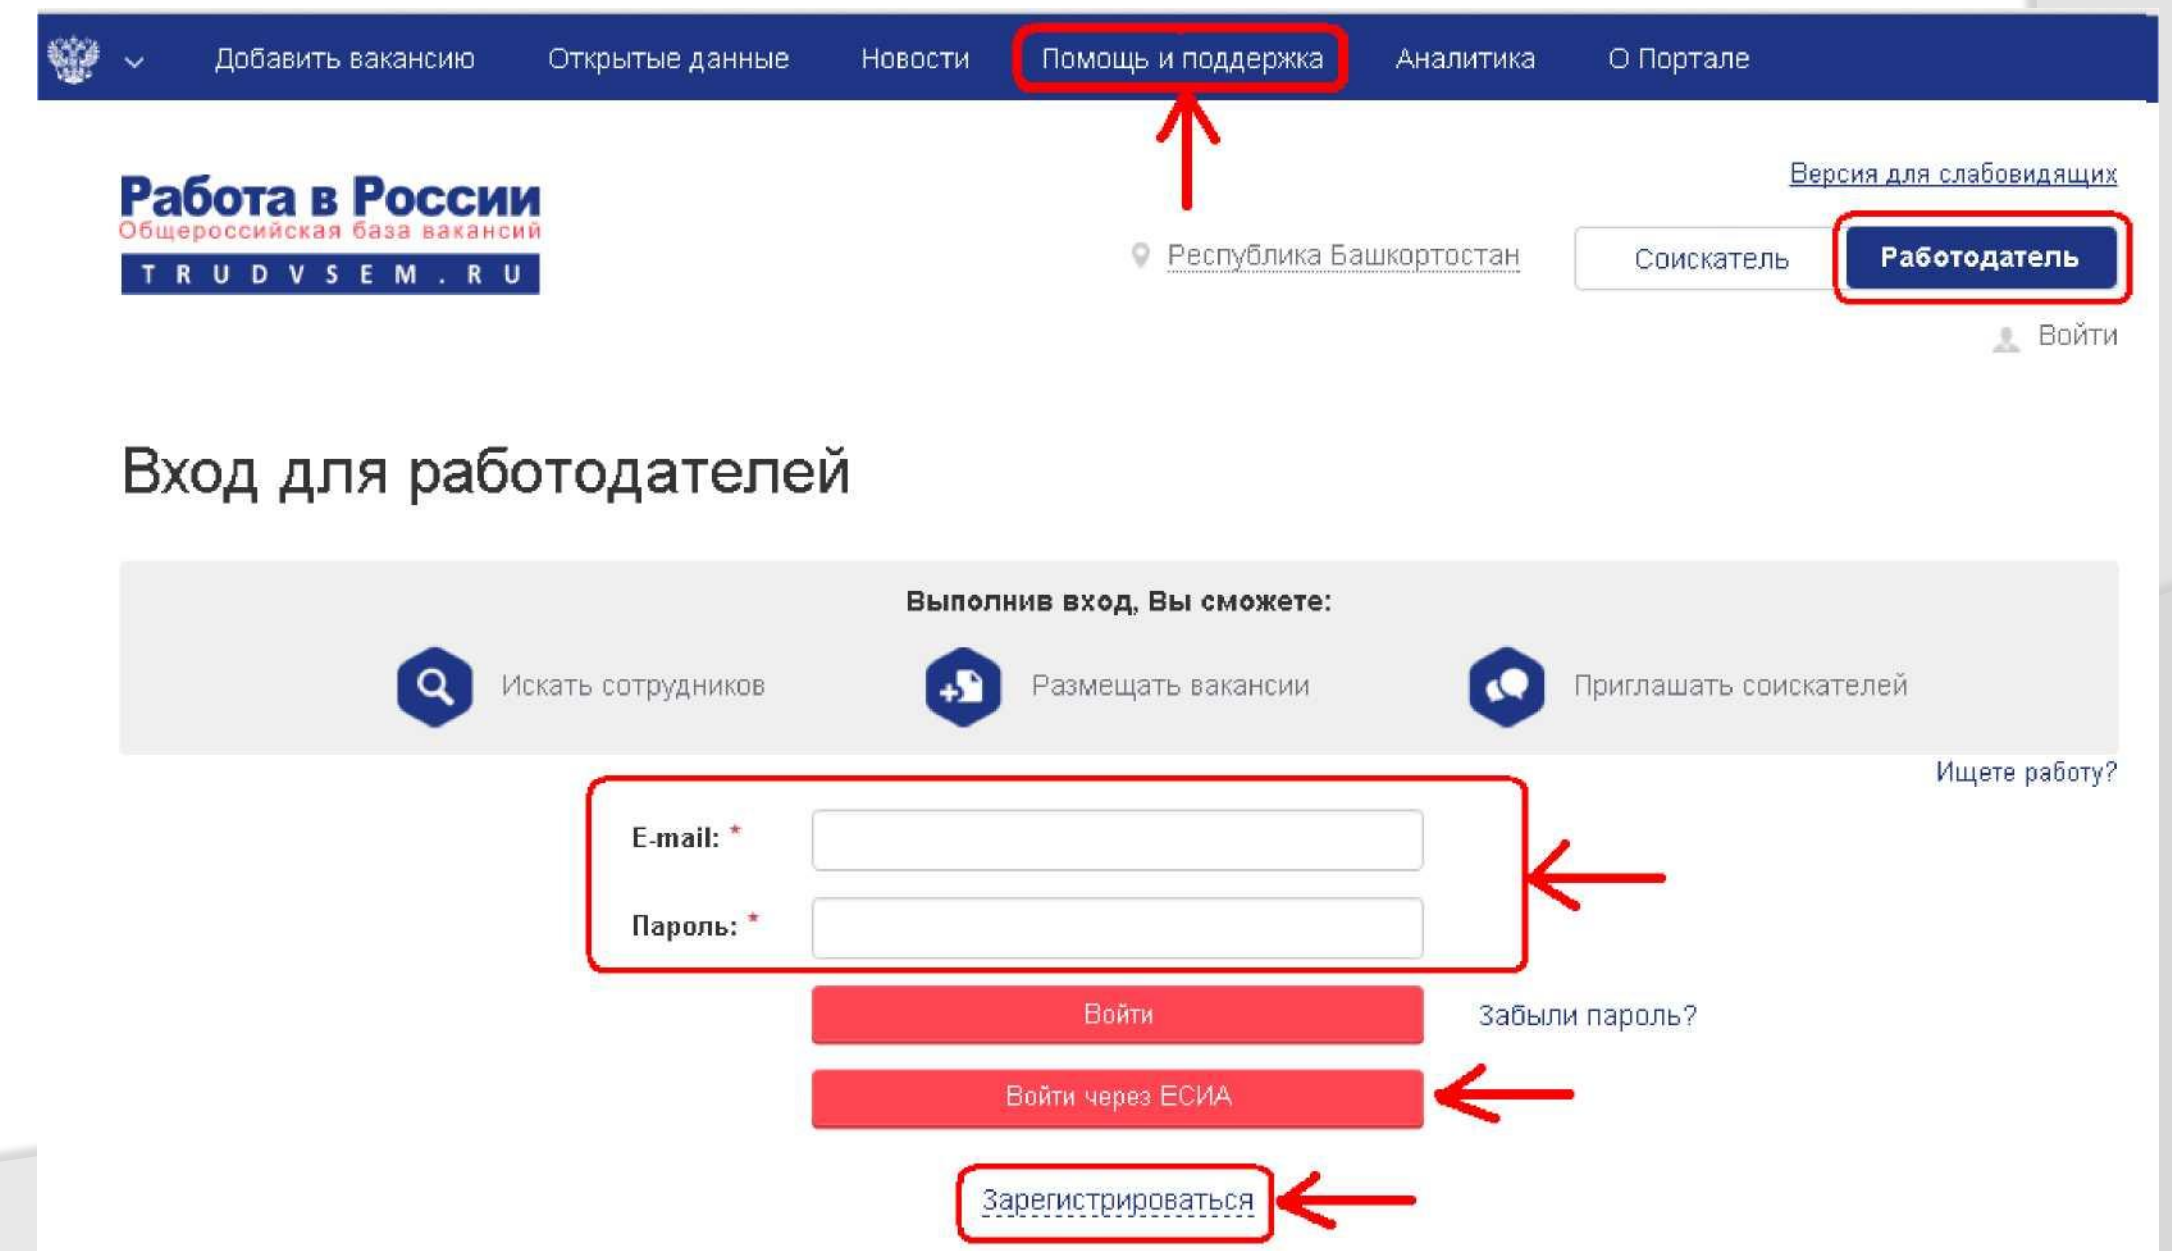 Добавить вакансию Открытые данные Новости Помощь и поддержка Аналитика О Портале
Версия для слабовидящих
Работа в России
Общероссийская база вакансий
TRUDVSEM.RU
Республика Башкортостан Соискатель Работодатель
Войти
Вход для работодателей
Выполнив вход, Вы сможете:
Искать сотрудников Размещать вакансии Приглашать соискателей
Ищете работу?
E-mail: *
Пароль: *
Войти Забыли пароль?
Войти через ЕСИА
Зарегистрироваться